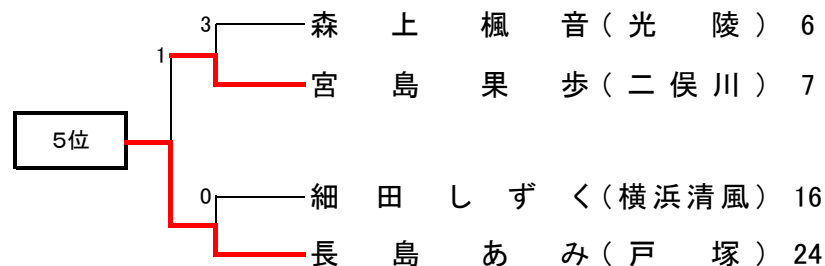 3 森上楓音(光陵) 6
1
宮島果歩(二俣川) 7
5位
0 細田しずく(横浜清風) 16
長島あみ(戸塚) 24